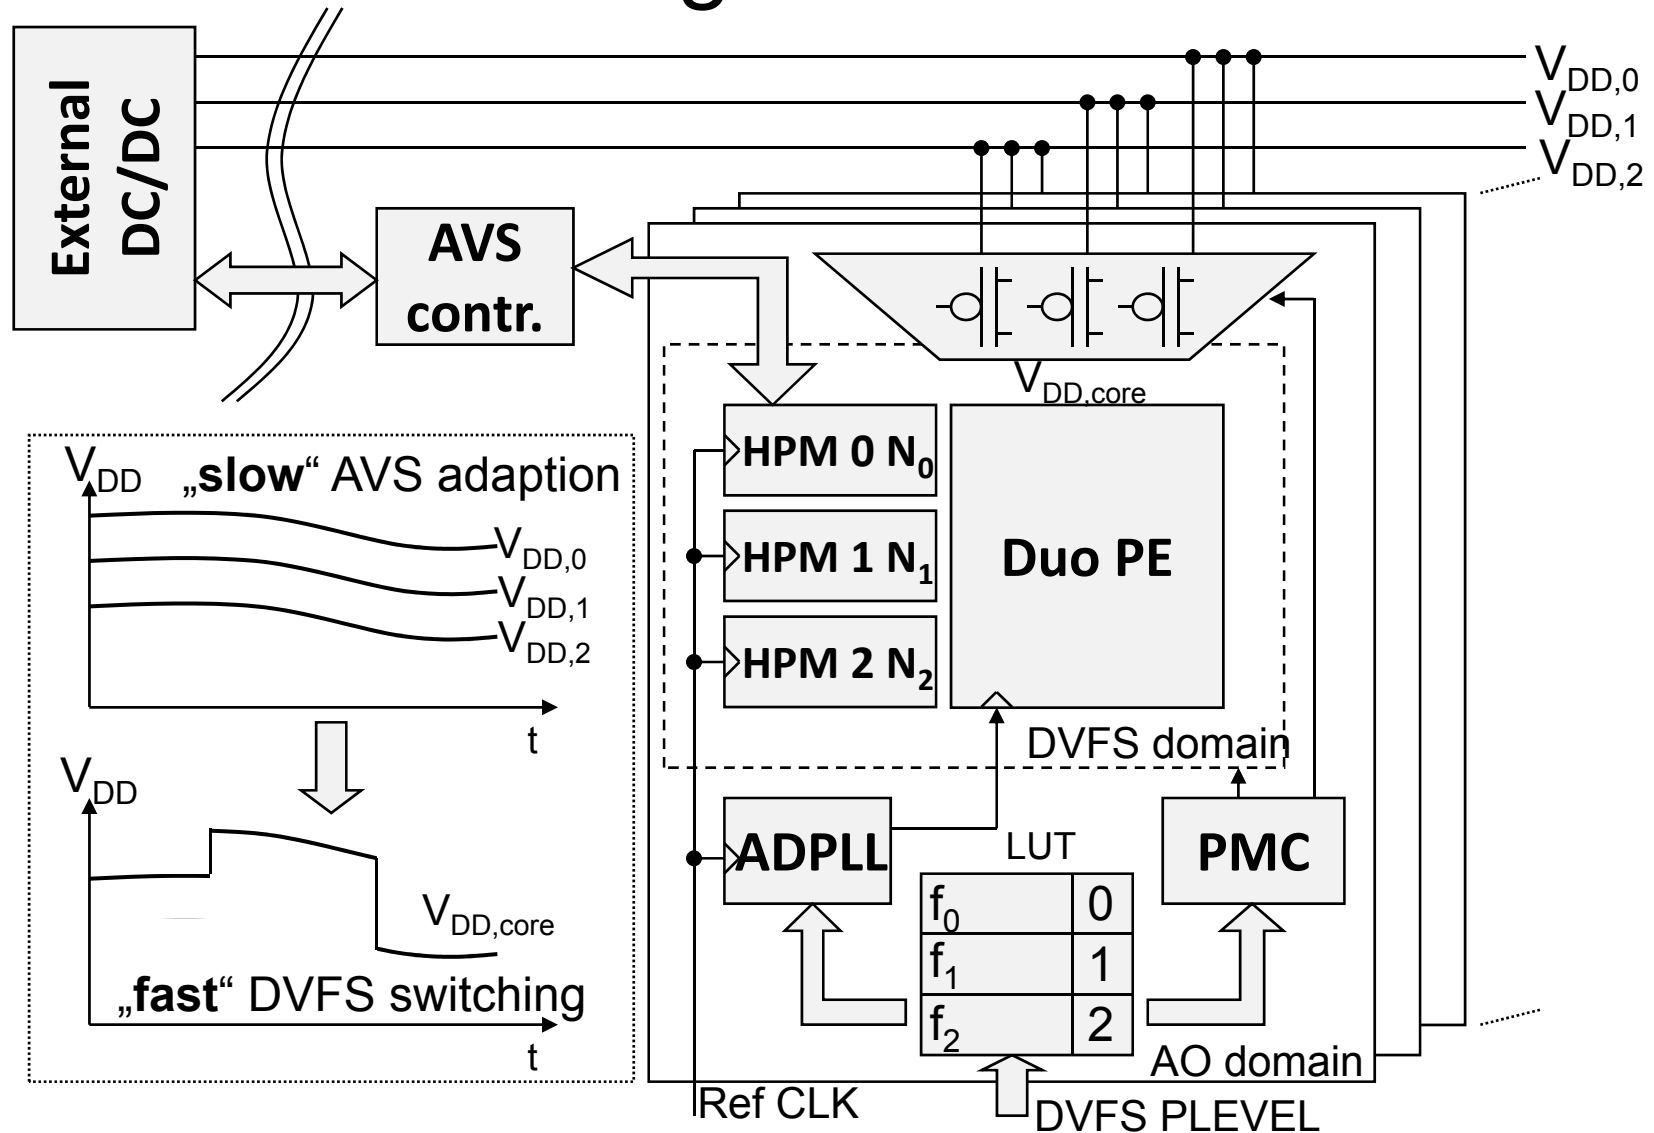 External
DC/DC
V_DD,0
V_DD,1
V_DD,2
AVS
contr.
V_DD,core
HPM 0 N_0
HPM 1 N_1
HPM 2 N_2
Duo PE
DVFS domain
V_DD
„slow“ AVS adaption
V_DD,0
V_DD,1
V_DD,2
t
V_DD
V_DD,core
„fast“ DVFS switching
t
ADPLL
LUT
f_0 0
f_1 1
f_2 2
PMC
AO domain
Ref CLK
DVFS PLEVEL